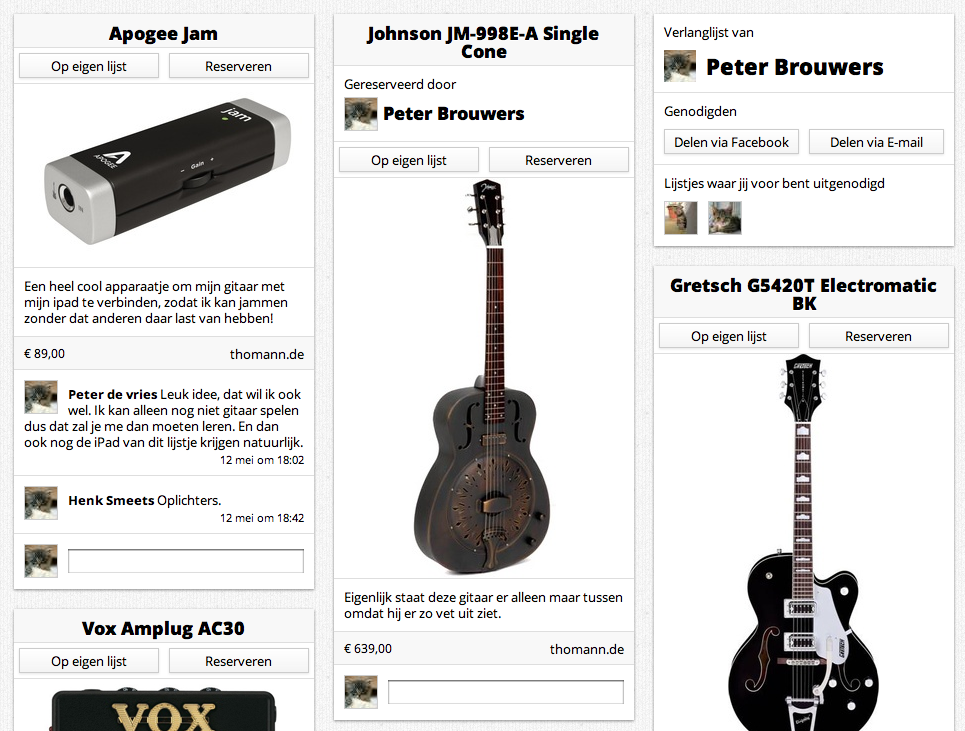 Apogee Jam
Op eigen lijst
Reserveren
jam
Gain
APOGEE
IN
Een heel cool apparaatje om mijn gitaar met
mijn ipad te verbinden, zodat ik kan jammen
zonder dat anderen daar last van hebben!
€ 89,00
thomann.de
Peter de vries Leuk idee, dat wil ik ook
wel. Ik kan alleen nog niet gitaar spelen
dus dat zal je me dan moeten leren. En dan
ook nog de iPad van dit lijstje krijgen natuurlijk.
12 mei om 18:02
Henk Smeets Oplichters.
12 mei om 18:42
Vox Amplug AC30
Op eigen lijst
Reserveren
VOX
Johnson JM-998E-A Single
Cone
Gereserveerd door
Peter Brouwers
Op eigen lijst
Reserveren
Eigenlijk staat deze gitaar er alleen maar tussen
omdat hij er zo vet uit ziet.
€ 639,00
thomann.de
Verlanglijst van
Peter Brouwers
Genodigden
Delen via Facebook
Delen via E-mail
Lijstjes waar jij voor bent uitgenodigd
Gretsch G5420T Electromatic
BK
Op eigen lijst
Reserveren
GRETSCH